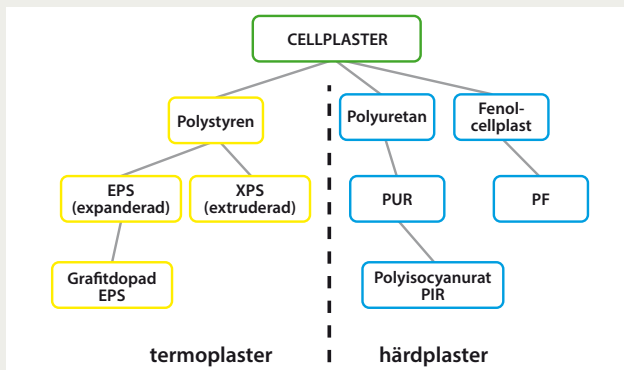 CELLPLASTER
Polystyren
Polyuretan
Fenol-
cellplast
EPS
(expanderad)
XPS
(extruderad)
PUR
PF
Grafitdopad
EPS
Polyisocyanurat
PIR
termoplaster
härdplaster